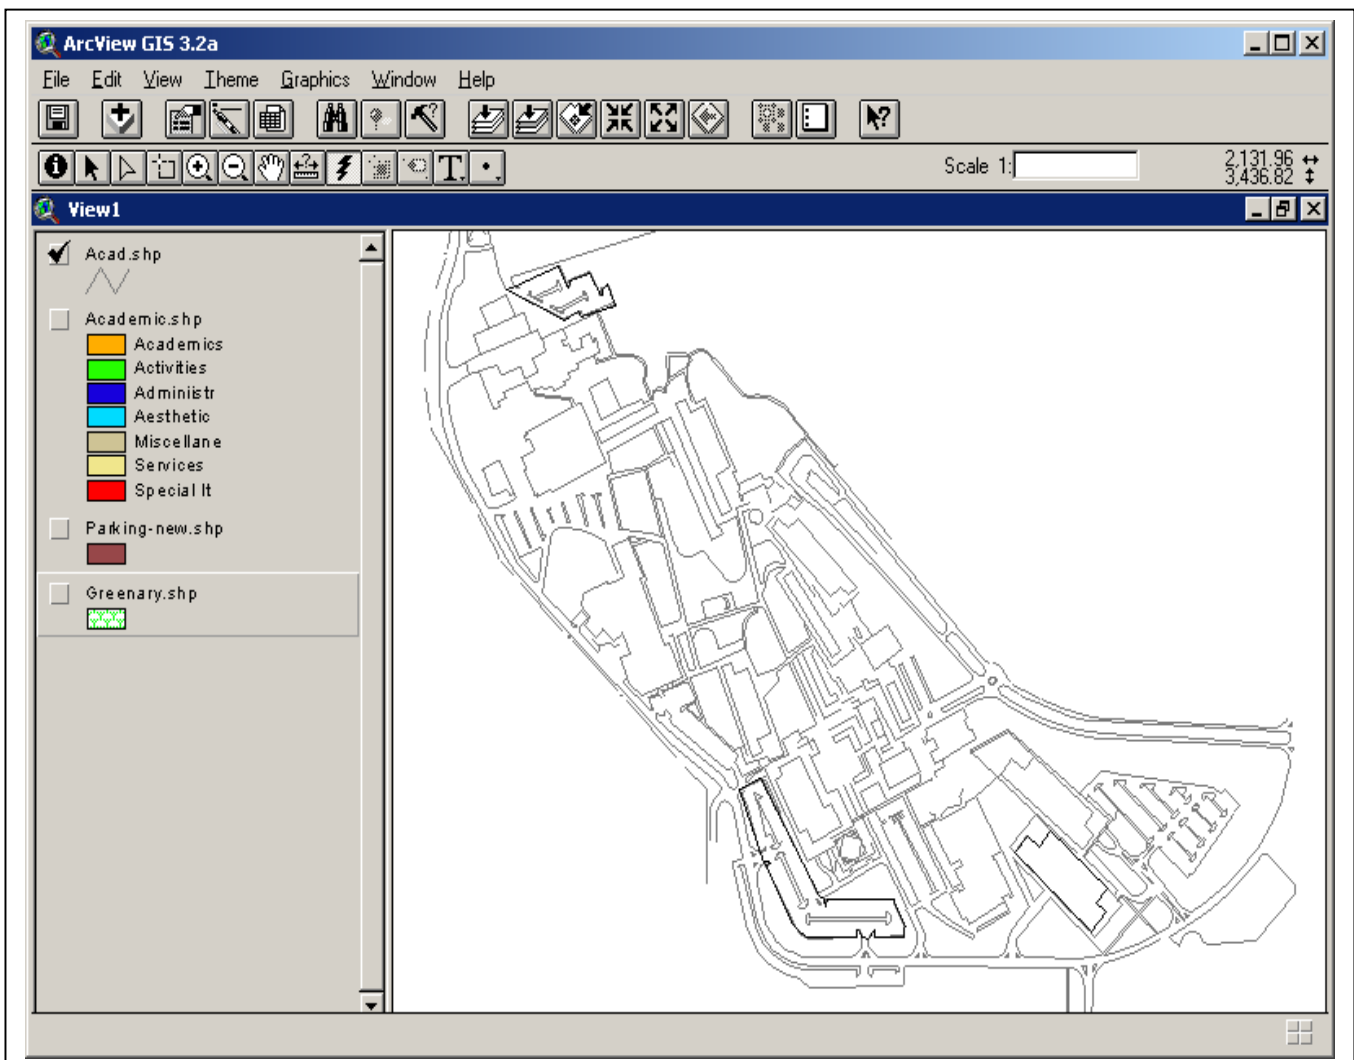 ArcView GIS 3.2a
File Edit View Theme Graphics Window Help
T
Scale 1:
2,131.96
3,436.82
View1
Acad.shp
Academic.shp
Academics
Activities
Adminiistr
Aesthetic
Miscellane
Services
Special It
Parking-new.shp
Greenary.shp